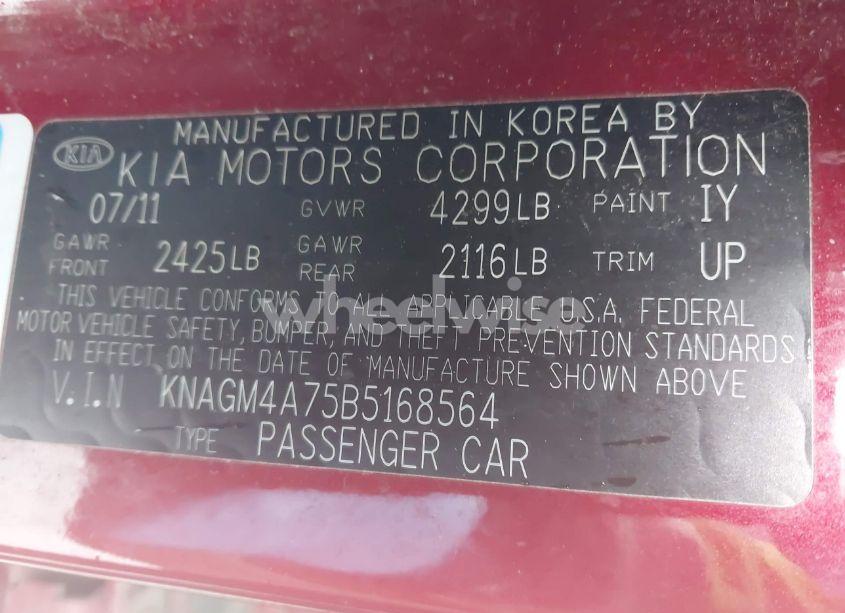 MANUFACTURED IN KOREA BY
KIA KIA MOTORS CORPORATION
07/11 GVWR 4299LB PAINT IY
GAWR FRONT 2425LB GAWR REAR 2116LB TRIM UP
THIS VEHICLE CONFORMS TO ALL APPLICABLE U.S.A. FEDERAL
MOTOR VEHICLE SAFETY, BUMPER, AND THEFT PREVENTION STANDARDS
IN EFFECT ON THE DATE OF MANUFACTURE SHOWN ABOVE
V.I.N KNAGM4A75B5168564
TYPE PASSENGER CAR
wheelwise